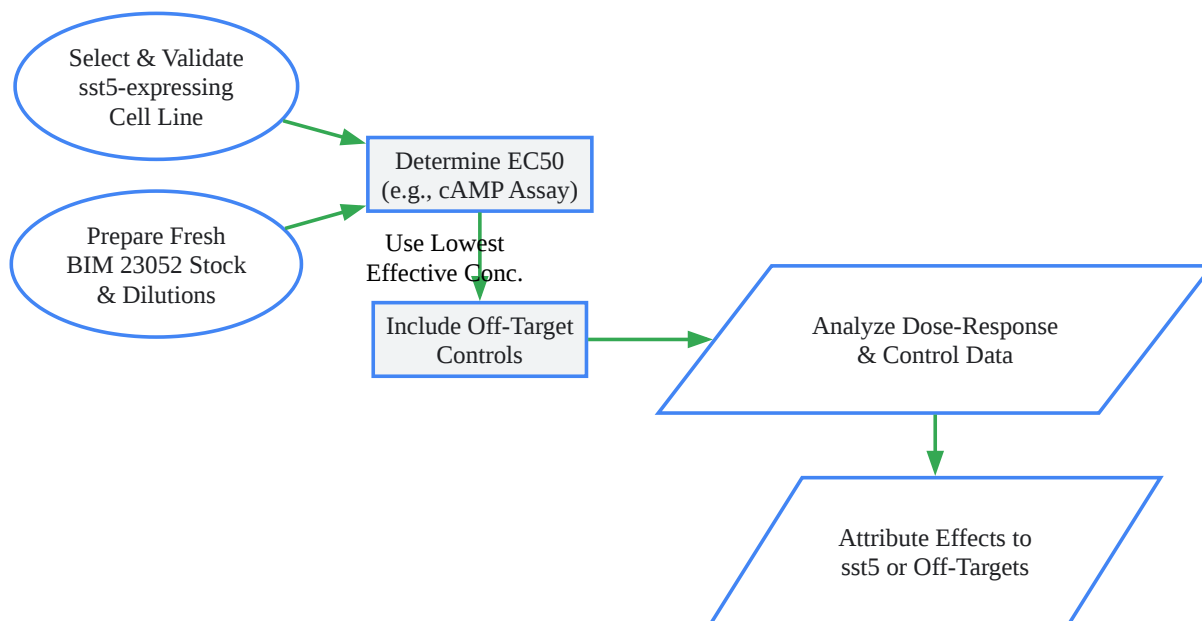 Select & Validate
sst5-expressing
Cell Line
Prepare Fresh
BIM 23052 Stock
& Dilutions
Determine EC50
(e.g., cAMP Assay)
Use Lowest
Effective Conc.
Include Off-Target
Controls
Analyze Dose-Response
& Control Data
Attribute Effects to
sst5 or Off-Targets